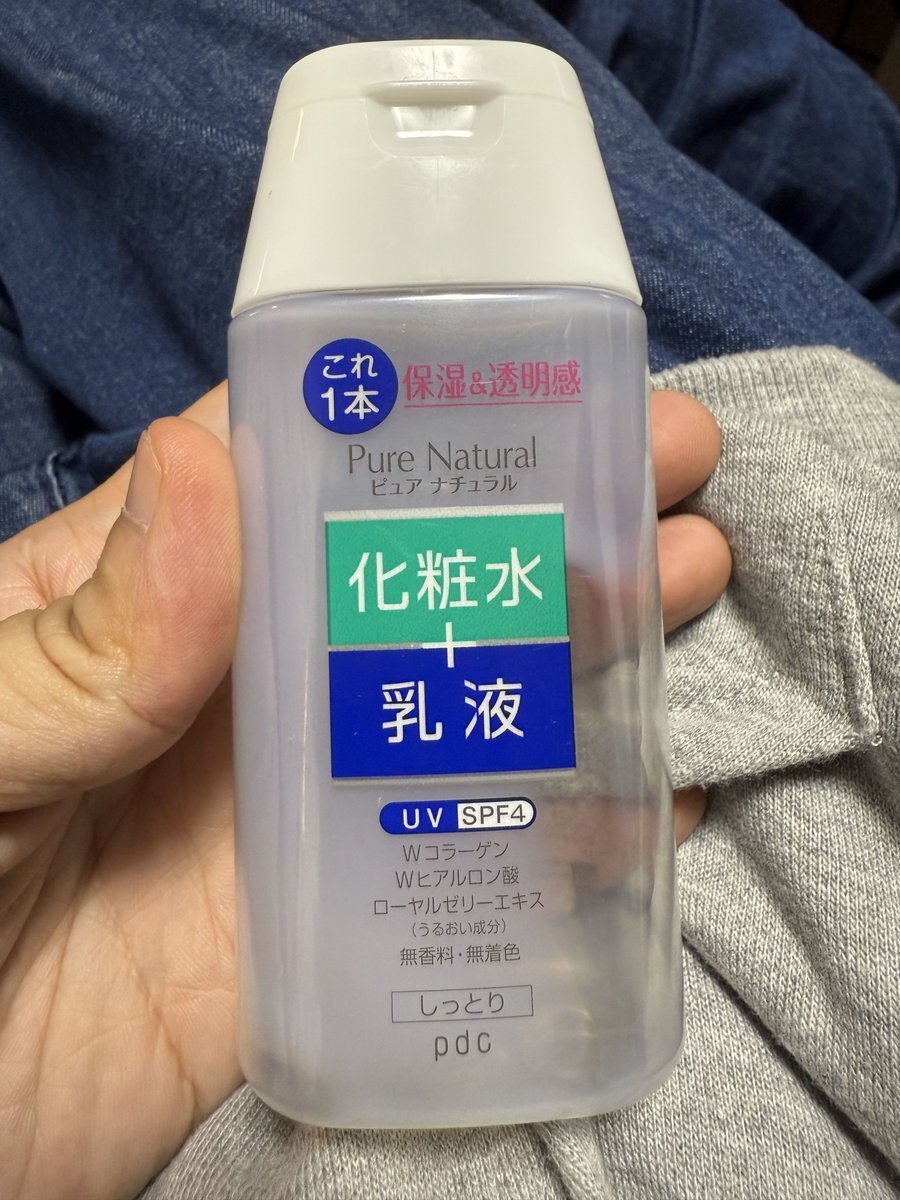 これ
1本
保湿&透明感
Pure Natural
ピュア ナチュラル
化粧水
+
乳液
UV SPF4
Wコラーゲン
Wヒアルロン酸
ローヤルゼリーエキス
(うるおい成分)
無香料・無着色
しっとり
pdc